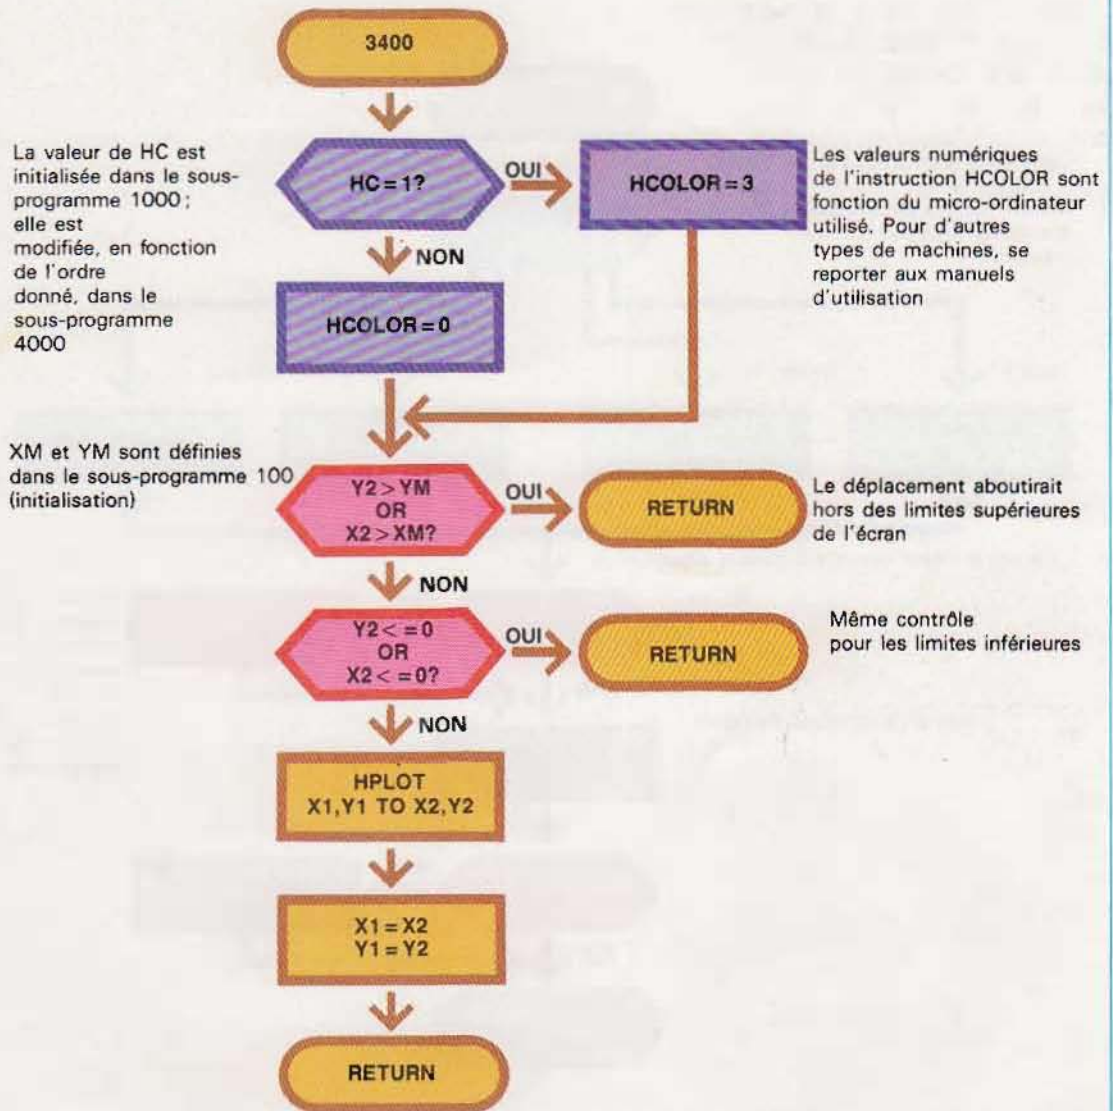 3400
La valeur de HC est
initialisée dans le sous-
programme 1000 ;
elle est
modifiée, en fonction
de l'ordre
donné, dans le
sous-programme
4000
HC = 1?
OUI
HCOLOR = 3
Les valeurs numériques
de l'instruction HCOLOR sont
fonction du micro-ordinateur
utilisé. Pour d'autres
types de machines, se
reporter aux manuels
d'utilisation
NON
HCOLOR = 0
XM et YM sont définies
dans le sous-programme 100
(initialisation)
Y2 > YM
OR
X2 > XM?
OUI
RETURN
Le déplacement aboutirait
hors des limites supérieures
de l'écran
NON
Y2 < = 0
OR
X2 < = 0?
OUI
RETURN
Même contrôle
pour les limites inférieures
NON
HPLOT
X1,Y1 TO X2,Y2
X1 = X2
Y1 = Y2
RETURN